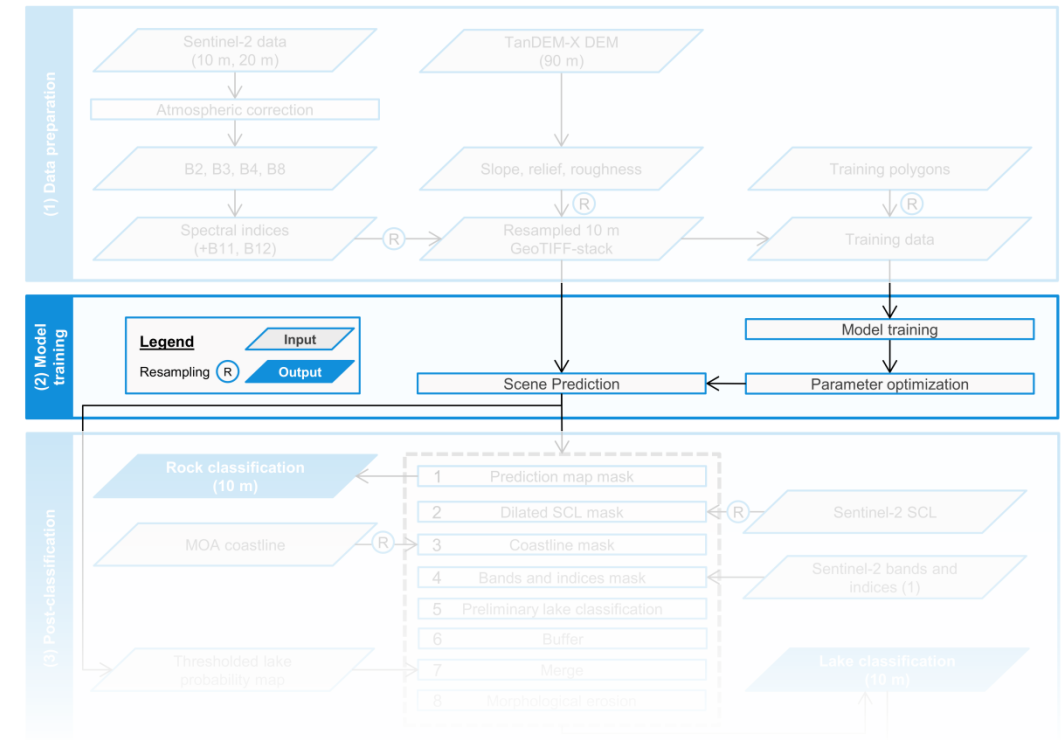 (1) Data preparation
Sentinel-2 data
(10 m, 20 m)
TanDEM-X DEM
(90 m)
Atmospheric correction
B2, B3, B4, B8
Slope, relief, roughness
Training polygons
R
R
Spectral indices
(+B11, B12)
R
Resampled 10 m
GeoTIFF-stack
Training data
(2) Model
training
Legend
Input
Resampling
R
Output
Model training
Scene Prediction
Parameter optimization
(3) Post-classification
Rock classification
(10 m)
1
Prediction map mask
2
Dilated SCL mask
R
Sentinel-2 SCL
MOA coastline
R
3
Coastline mask
4
Bands and indices mask
Sentinel-2 bands and
indices (1)
5
Preliminary lake classification
6
Buffer
Thresholded lake
probability map
7
Merge
Lake classification
(10 m)
8
Morphological erosion